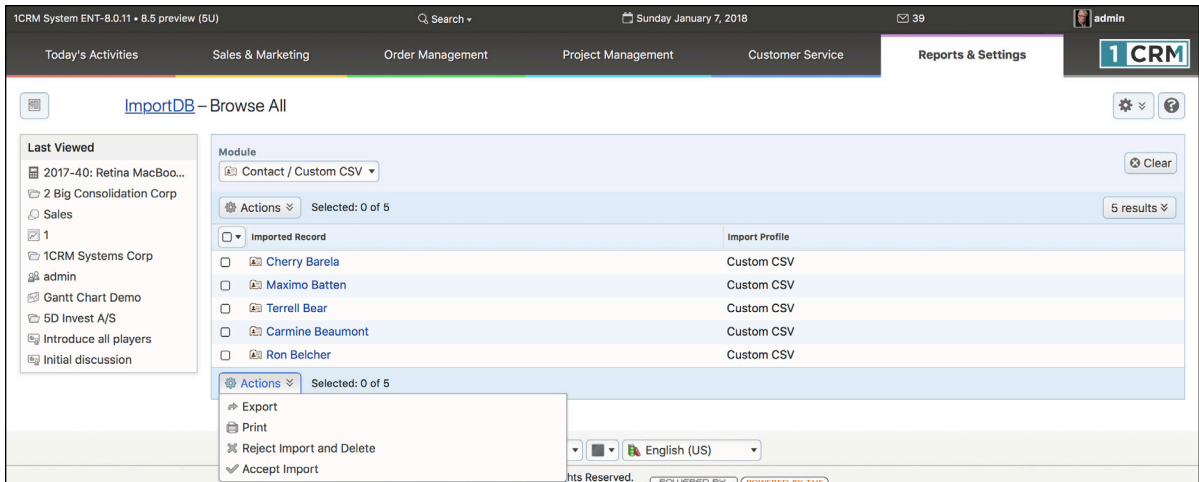 1CRM System ENT-8.0.11 • 8.5 preview (5U) Search Sunday January 7, 2018 39 admin
Today's Activities Sales & Marketing Order Management Project Management Customer Service Reports & Settings 1 CRM
ImportDB – Browse All
Last Viewed
2017-40: Retina MacBoo...
2 Big Consolidation Corp
Sales
1
1CRM Systems Corp
admin
Gantt Chart Demo
5D Invest A/S
Introduce all players
Initial discussion
Module
Contact / Custom CSV
Clear
Actions Selected: 0 of 5 5 results
Imported Record Import Profile
Cherry Barela Custom CSV
Maximo Batten Custom CSV
Terrell Bear Custom CSV
Carmine Beaumont Custom CSV
Ron Belcher Custom CSV
Actions Selected: 0 of 5
Export
Print
Reject Import and Delete
Accept Import
English (US)
hts Reserved. POWERED BY POWERED BY THE